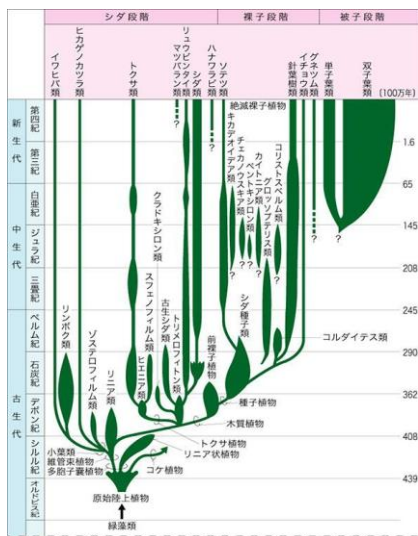 シダ段階
裸子段階
被子段階
イワヒバ類
ヒカゲノカツラ類
トクサ類
マツバラン類
リュウビンタイ類
シダ類
ハナワラビ類
ソテツ類
針葉樹類
イチョウ類
グネツム類
単子葉類
双子葉類
(100万年)
新生代
第四紀
第三紀
1.6
65
中生代
白亜紀
ジュラ紀
三畳紀
145
208
245
古生代
ペルム紀
石炭紀
デボン紀
シルル紀
オルドビス紀
290
362
408
439
絶滅裸子植物
キカデオイデア類
チェカノウスキア類
ペントキシロン類
カイトニア類
グロッソプテリス類
コリストスペルム類
クラドキシロン類
スフェノフィルム類
古生シダ類
トリメロフィトン類
ヒエニア類
リンボク類
ゾステロフィルム類
リニア類
前裸子植物
シダ種子類
コルダイテス類
種子植物
木質植物
トクサ植物
リニア状植物
コケ植物
小葉類
維管束植物
多胞子嚢植物
原始陸上植物
緑藻類
?
?
?
?
?
?
?
?
?